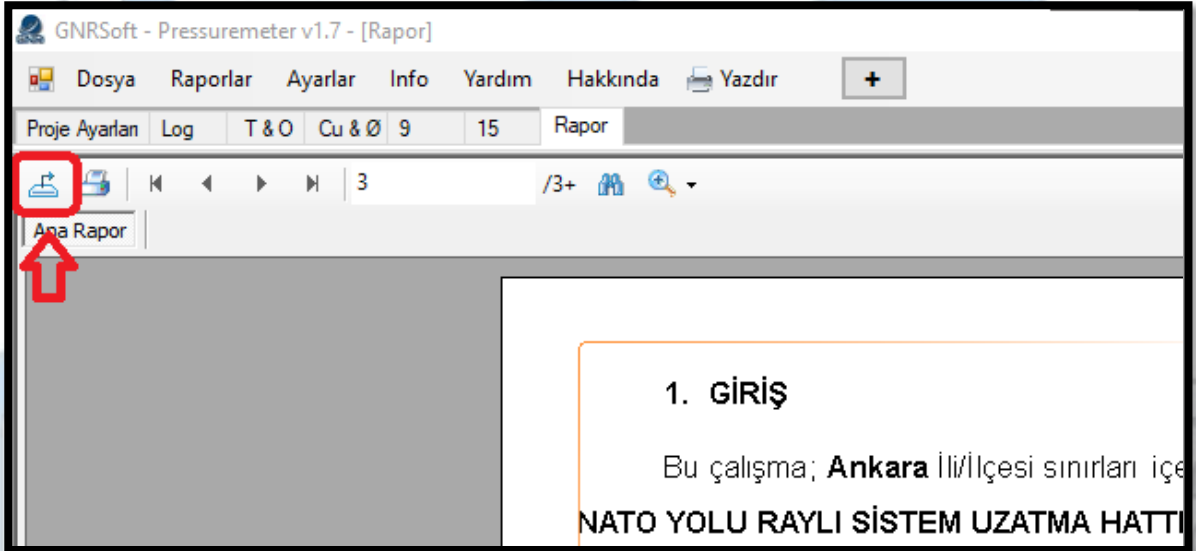 GNRSoft - Pressuremeter v1.7 - [Rapor]
Dosya Raporlar Ayarlar Info Yardım Hakkında Yazdır +
Proje Ayarları Log T & O Cu & Ø 9 15 Rapor
3 /3+
Ana Rapor
1. GİRİŞ
Bu çalışma; Ankara İli/İlçesi sınırları içe
NATO YOLU RAYLI SİSTEM UZATMA HATTI